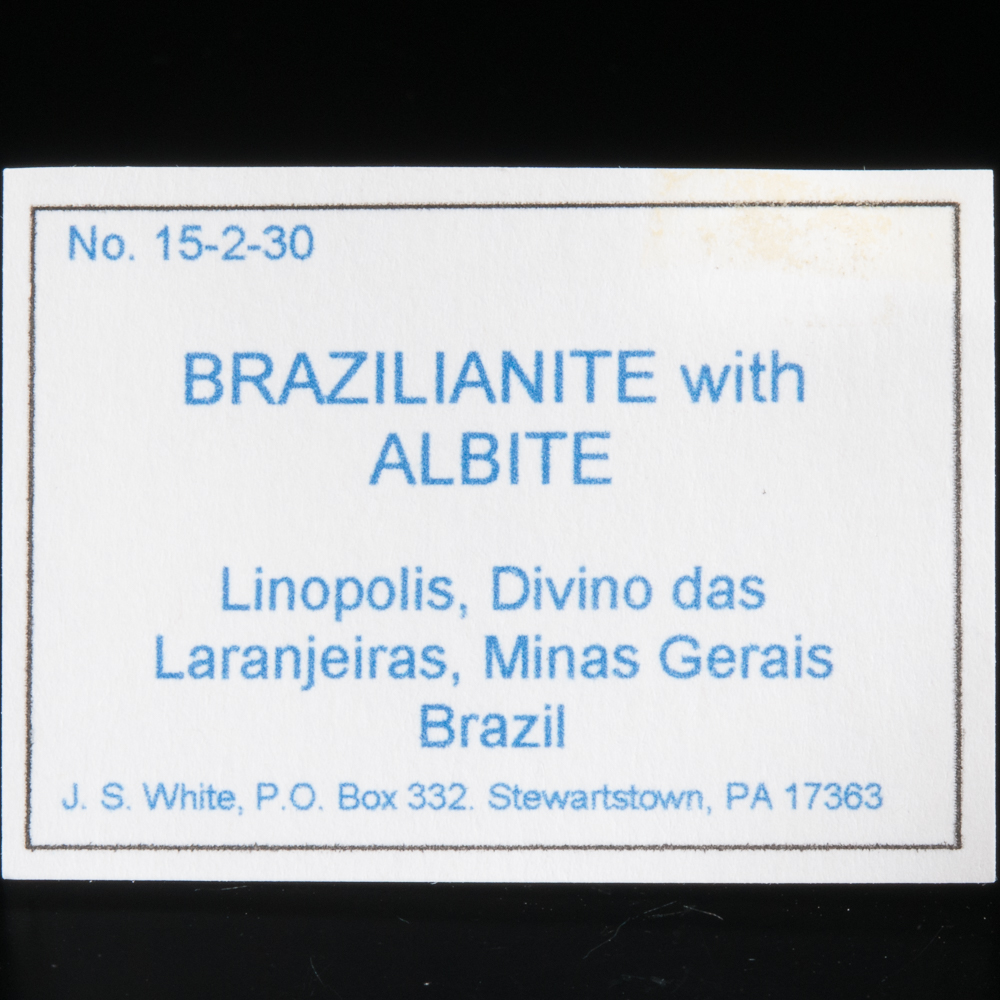 No. 15-2-30
BRAZILIANITE with
ALBITE
Linopolis, Divino das
Laranjeiras, Minas Gerais
Brazil
J. S. White, P.O. Box 332. Stewartstown, PA 17363